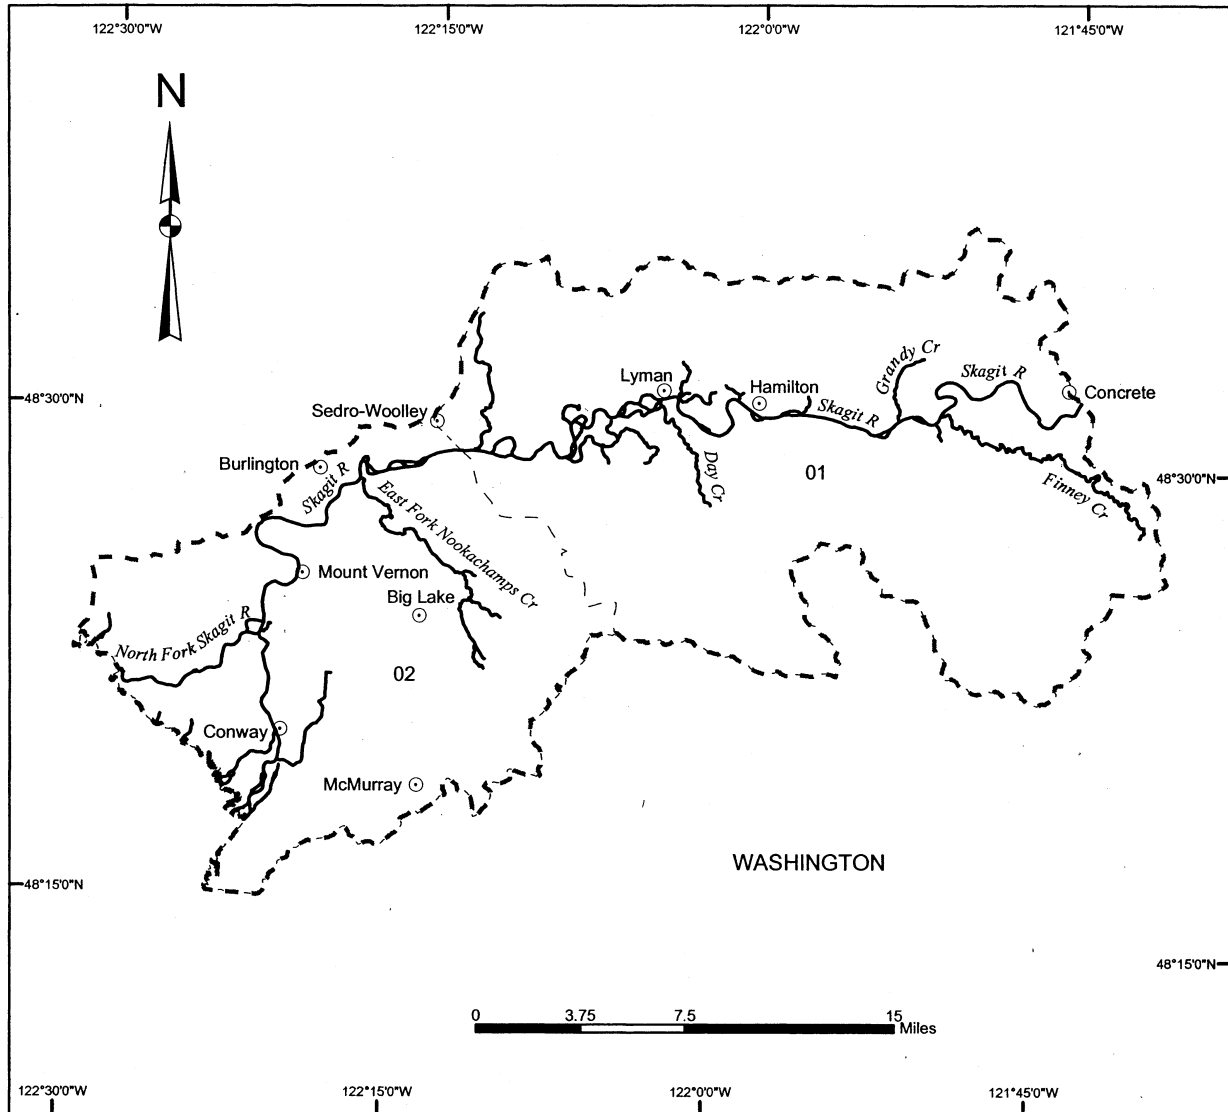 122°30'0"W
122°15'0"W
122°0'0"W
121°45'0"W
N
Grandy Cr
Skagit R
Lyman
Hamilton
Concrete
48°30'0"N
Sedro-Woolley
Skagit R
Burlington
Skagit R
Day Cr
01
48°30'0"N
Finney Cr
East Fork Nookachamps Cr
Mount Vernon
Big Lake
North Fork Skagit R
02
Conway
McMurray
WASHINGTON
48°15'0"N
48°15'0"N
0 3.75 7.5 15
Miles
122°30'0"W
122°15'0"W
122°0'0"W
121°45'0"W